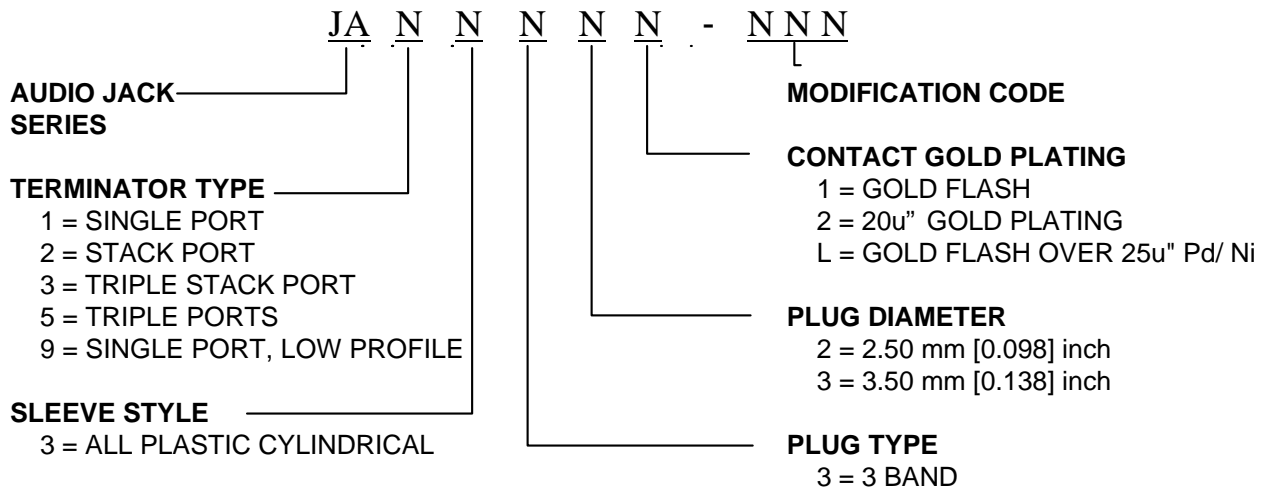 JA N N N N N - N N N
AUDIO JACK
SERIES
TERMINATOR TYPE
1 = SINGLE PORT
2 = STACK PORT
3 = TRIPLE STACK PORT
5 = TRIPLE PORTS
9 = SINGLE PORT, LOW PROFILE
SLEEVE STYLE
3 = ALL PLASTIC CYLINDRICAL
MODIFICATION CODE
CONTACT GOLD PLATING
1 = GOLD FLASH
2 = 20u” GOLD PLATING
L = GOLD FLASH OVER 25u" Pd/ Ni
PLUG DIAMETER
2 = 2.50 mm [0.098] inch
3 = 3.50 mm [0.138] inch
PLUG TYPE
3 = 3 BAND